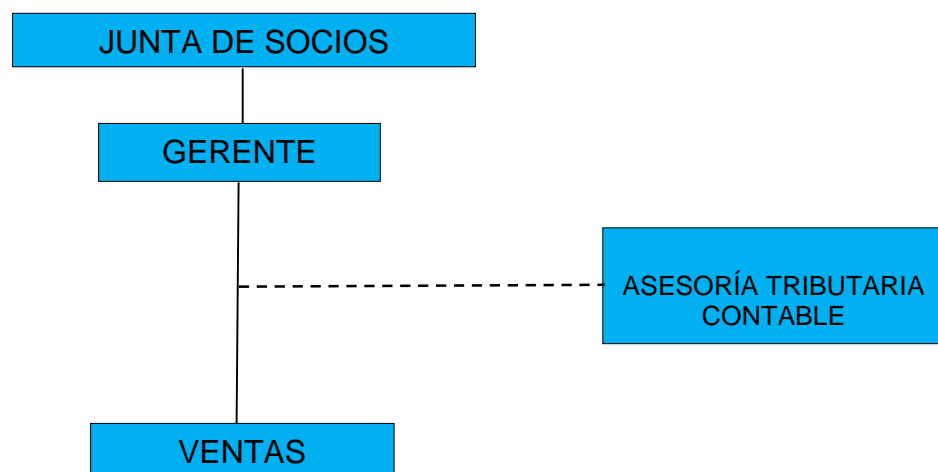 JUNTA DE SOCIOS
GERENTE
ASESORÍA TRIBUTARIA
CONTABLE
VENTAS